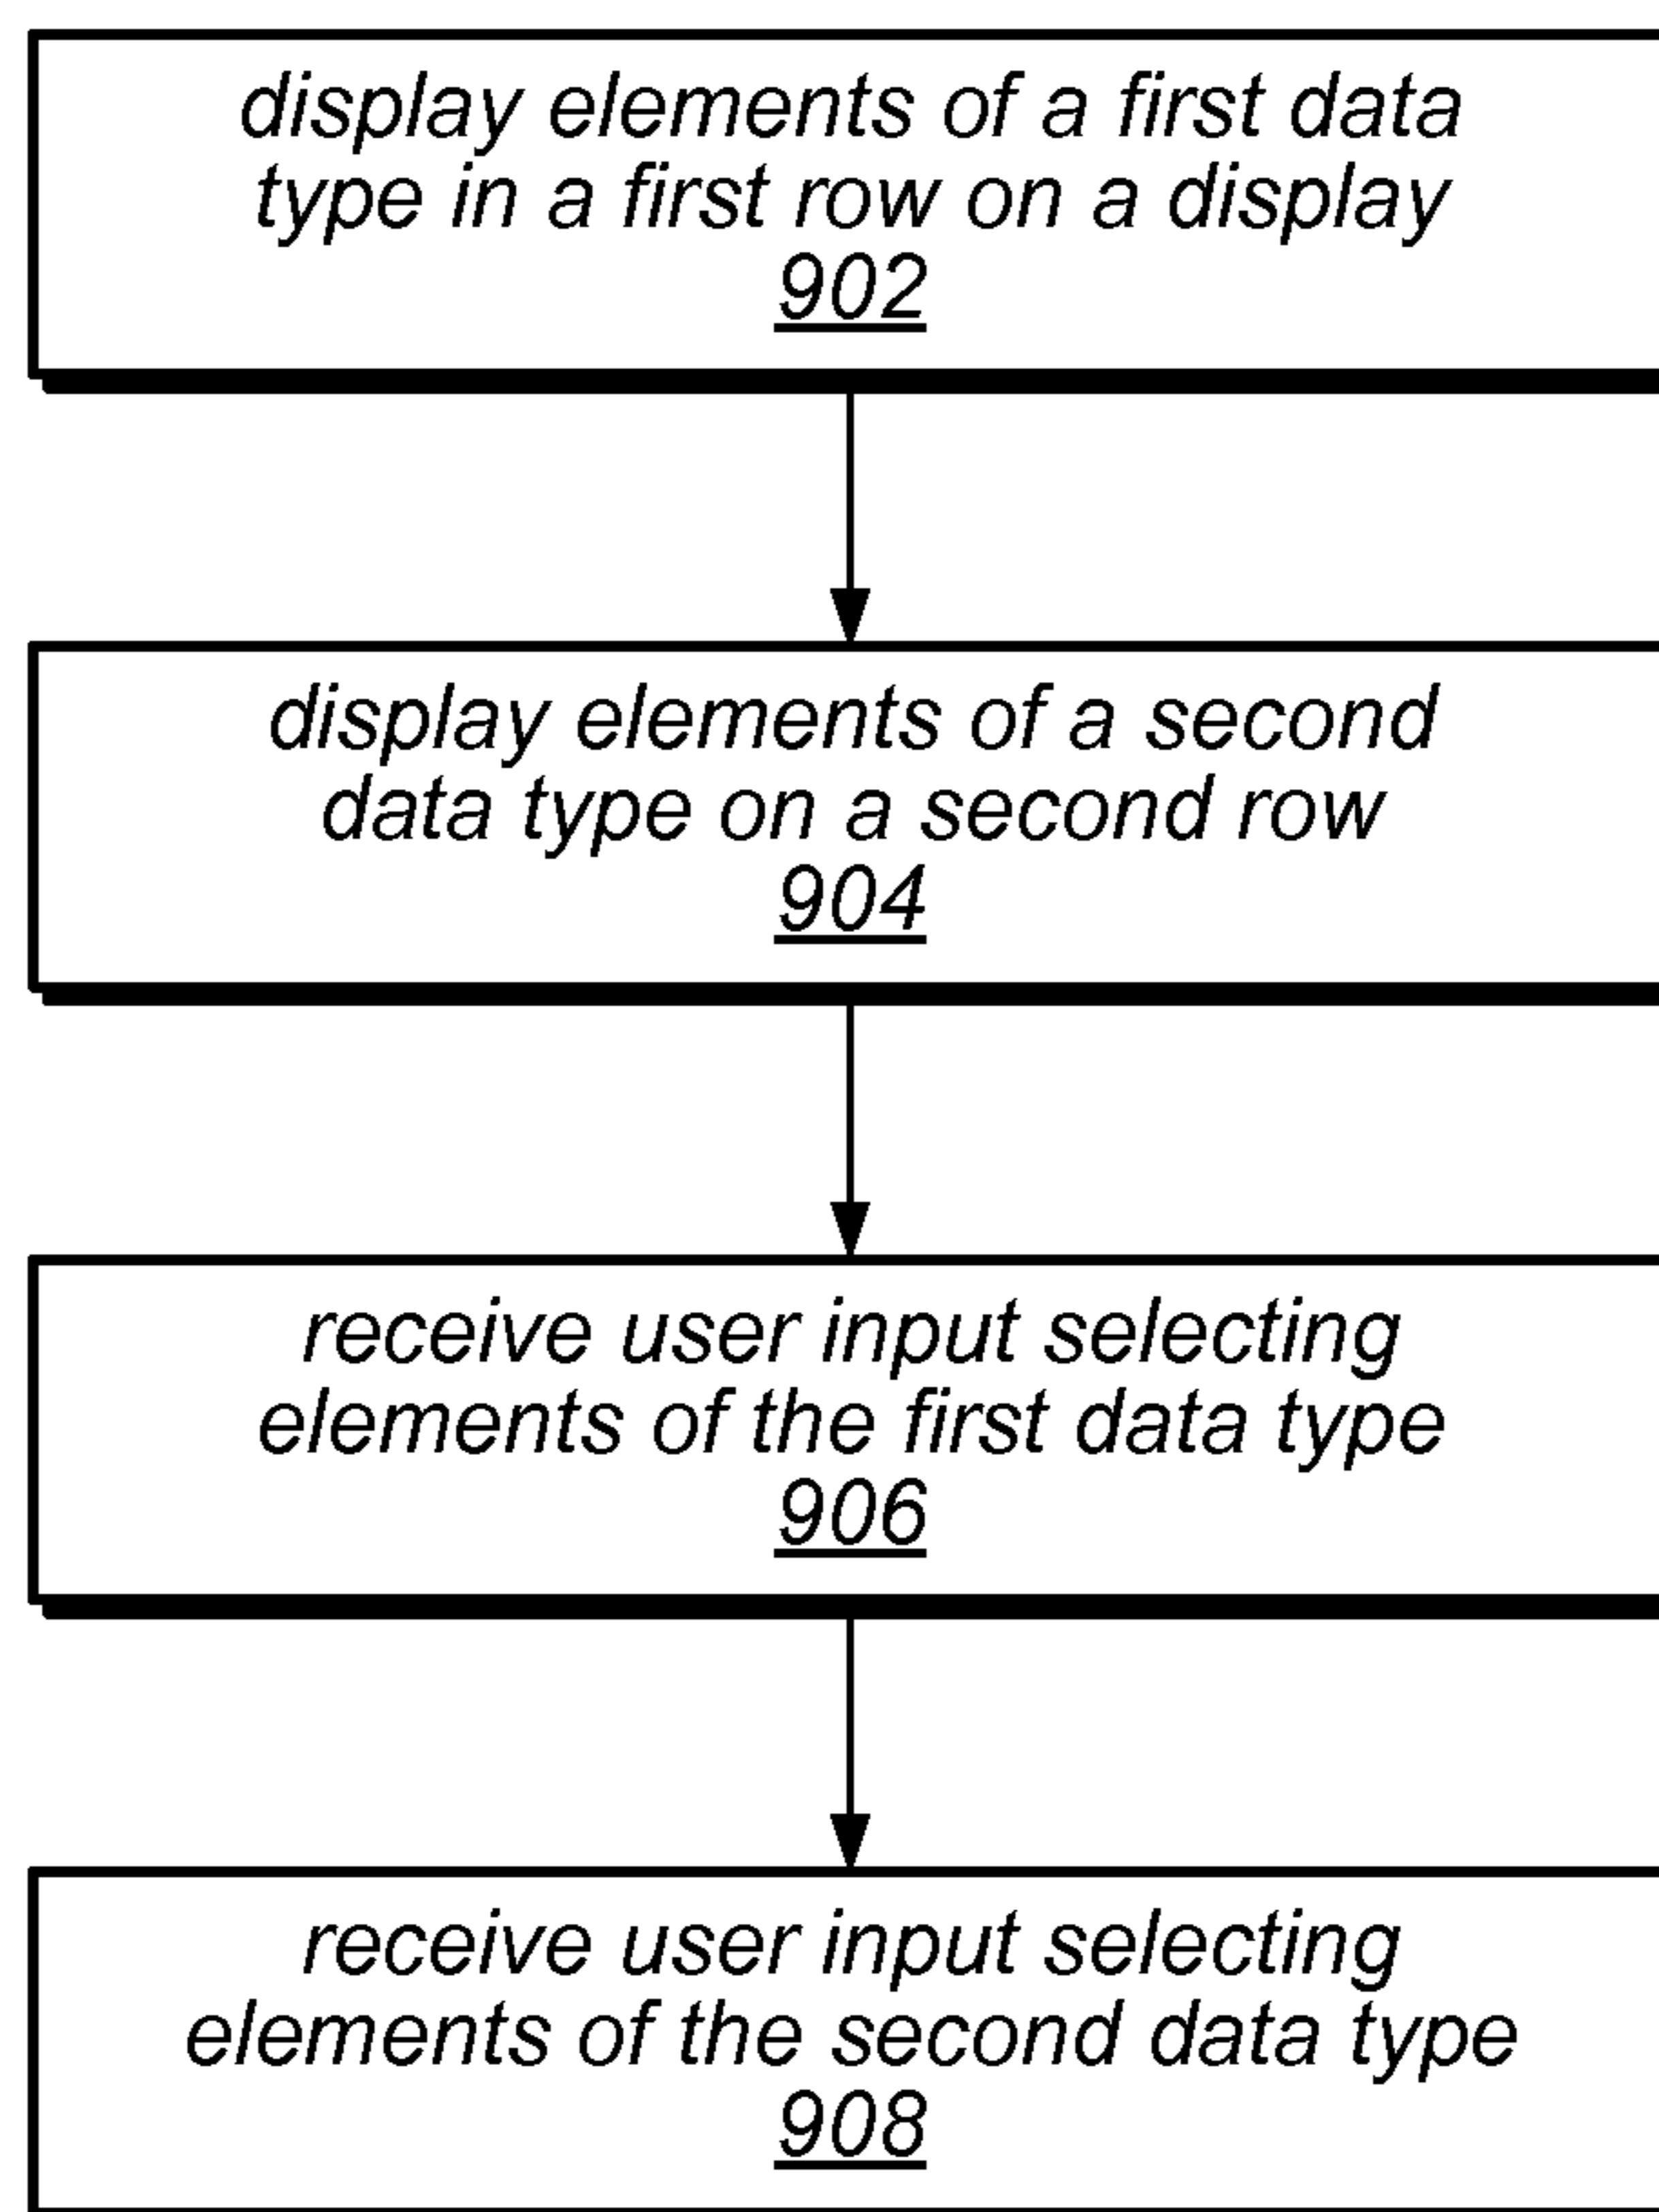 display elements of a first data
type in a first row on a display
902
display elements of a second
data type on a second row
904
receive user input selecting
elements of the first data type
906
receive user input selecting
elements of the second data type
908